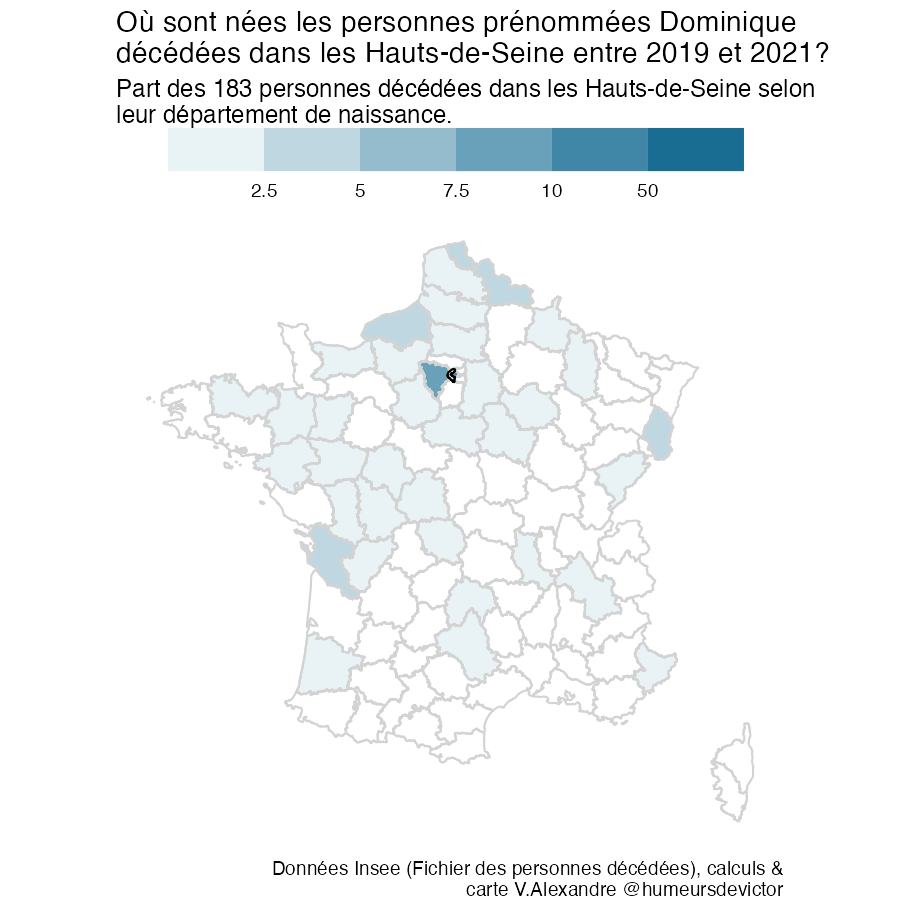 Où sont nées les personnes prénommées Dominique
décédées dans les Hauts-de-Seine entre 2019 et 2021?
Part des 183 personnes décédées dans les Hauts-de-Seine selon
leur département de naissance.
2.5 5 7.5 10 50
Données Insee (Fichier des personnes décédées), calculs &
carte V.Alexandre @humeursdevictor